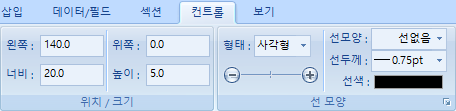 삽입 데이터/필드 섹션 컨트롤 보기
왼쪽 : 140.0 위쪽 : 0.0 형태 : 사각형 선모양 : 선없음
너비 : 20.0 높이 : 5.0 선두께 : 0.75pt
선색 :
위치 / 크기 선 모양